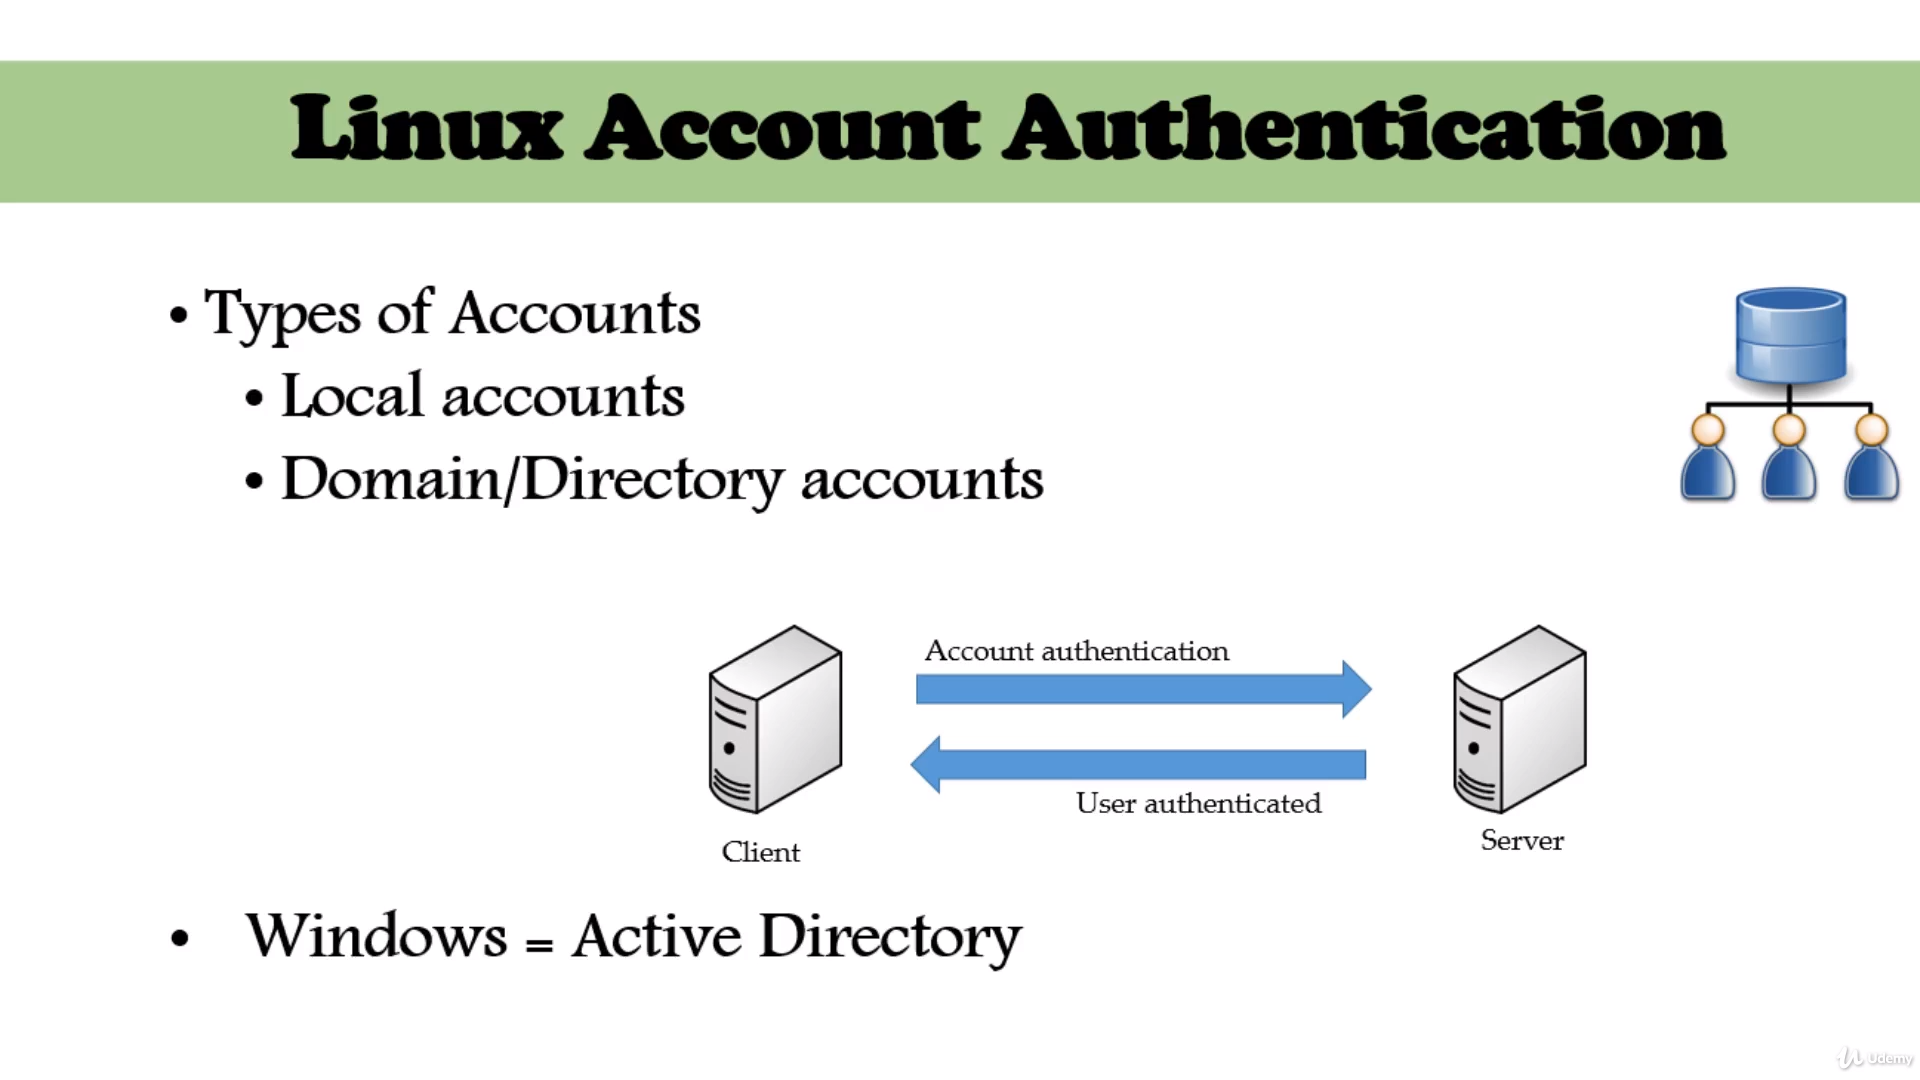 Linux Account Authentication
• Types of Accounts
• Local accounts
• Domain/Directory accounts
Account authentication
User authenticated
Client
Server
• Windows = Active Directory
Udemy